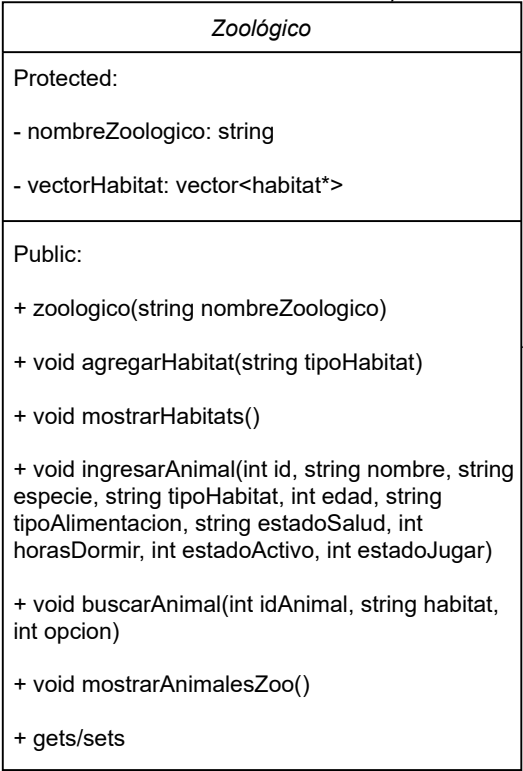 Zoológico
Protected:
- nombreZoologico: string
- vectorHabitat: vector<habitat*>
Public:
+ zoologico(string nombreZoologico)
+ void agregarHabitat(string tipoHabitat)
+ void mostrarHabitats()
+ void ingresarAnimal(int id, string nombre, string
especie, string tipoHabitat, int edad, string
tipoAlimentacion, string estadoSalud, int
horasDormir, int estadoActivo, int estadoJugar)
+ void buscarAnimal(int idAnimal, string habitat,
int opcion)
+ void mostrarAnimalesZoo()
+ gets/sets